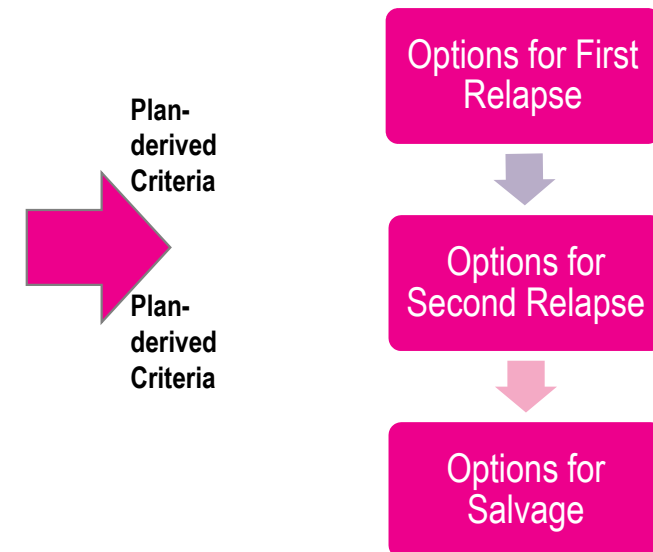 Plan-
derived
Criteria
Plan-
derived
Criteria
Options for First
Relapse
Options for
Second Relapse
Options for
Salvage